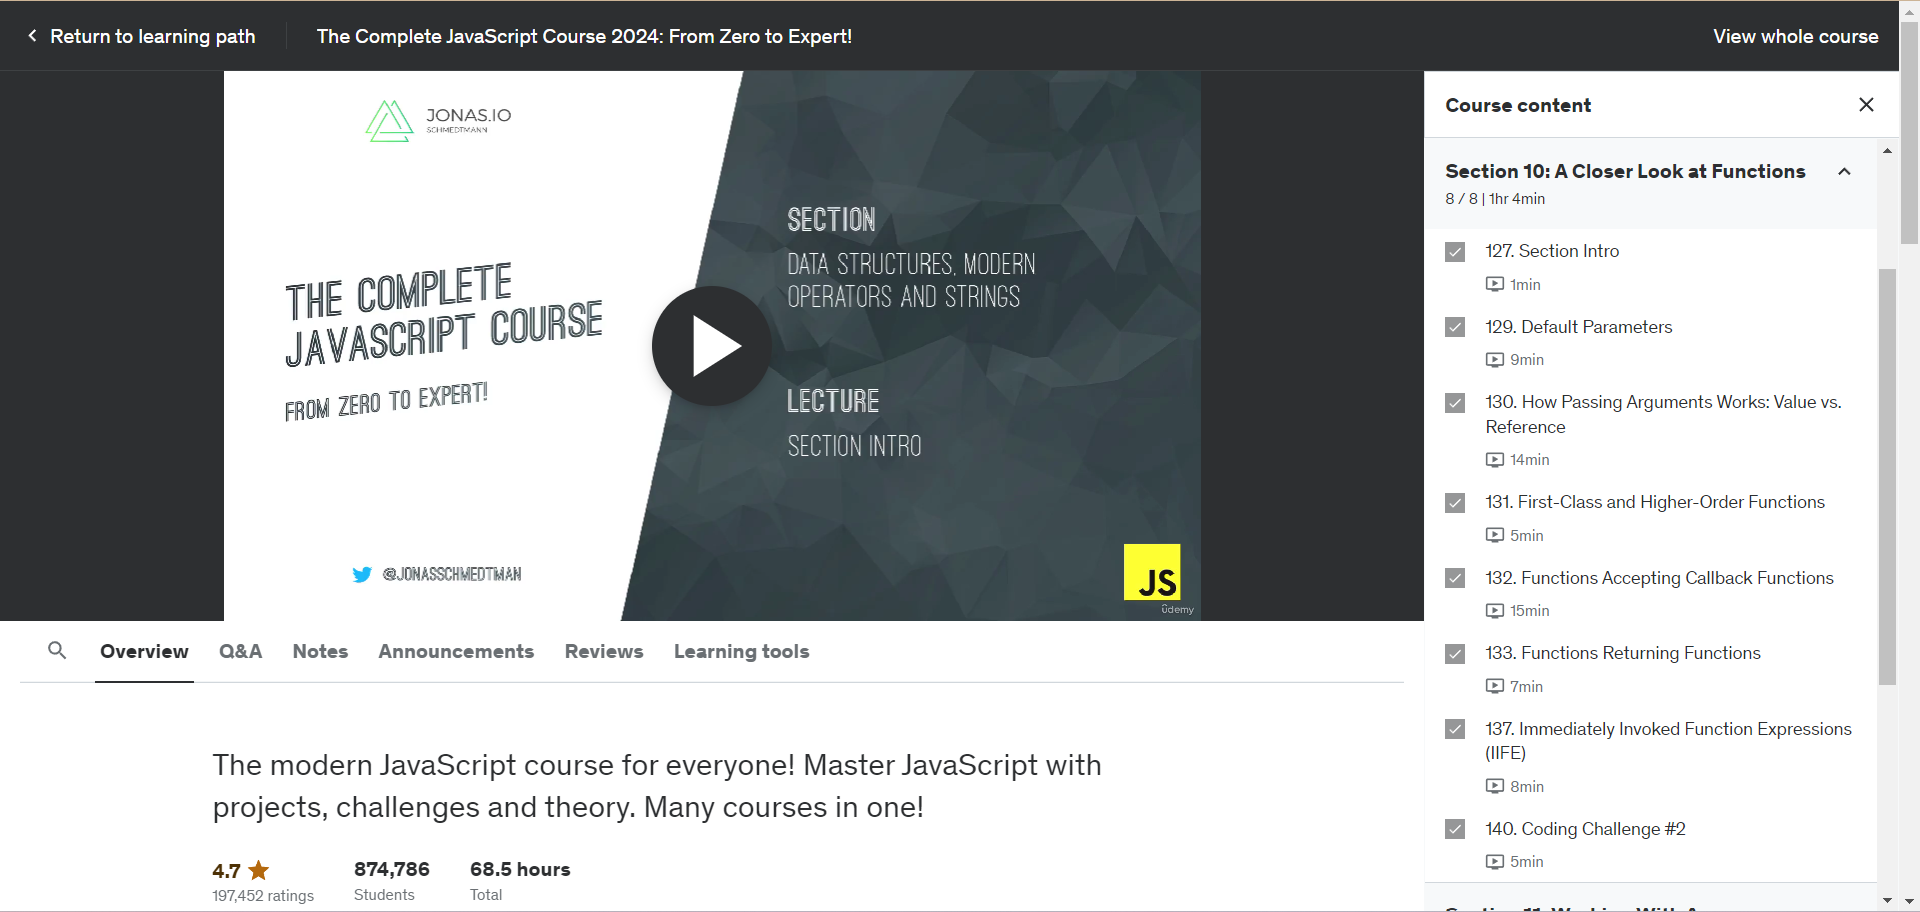 Return to learning path
The Complete JavaScript Course 2024: From Zero to Expert!
View whole course
JONAS.IO
SCHMEDTMANN
THE COMPLETE
JAVASCRIPT COURSE
FROM ZERO TO EXPERT!
@JONASSCHMEDTMAN
SECTION
DATA STRUCTURES, MODERN
OPERATORS AND STRINGS
LECTURE
SECTION INTRO
JS
ûdemy
Course content
Section 10: A Closer Look at Functions
8 / 8 | 1hr 4min
127. Section Intro
1min
129. Default Parameters
9min
130. How Passing Arguments Works: Value vs.
Reference
14min
131. First-Class and Higher-Order Functions
5min
132. Functions Accepting Callback Functions
15min
133. Functions Returning Functions
7min
137. Immediately Invoked Function Expressions
(IIFE)
8min
140. Coding Challenge #2
5min
Overview
Q&A
Notes
Announcements
Reviews
Learning tools
The modern JavaScript course for everyone! Master JavaScript with
projects, challenges and theory. Many courses in one!
4.7
197,452 ratings
874,786
Students
68.5 hours
Total